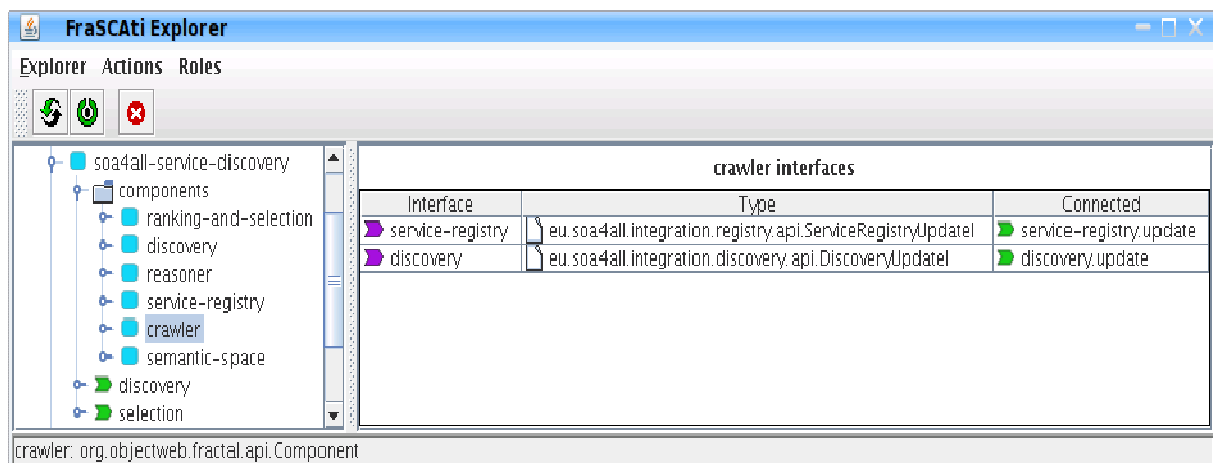 FraSCAti Explorer
Explorer Actions Roles
soa4all-service-discovery
components
ranking-and-selection
discovery
reasoner
service-registry
crawler
semantic-space
discovery
selection
crawler interfaces
Interface Type Connected
service-registry eu.soa4all.integration.registry.api.ServiceRegistryUpdateI service-registry.update
discovery eu.soa4all.integration.discovery.api.DiscoveryUpdateI discovery.update
crawler: org.objectweb.fractal.api.Component